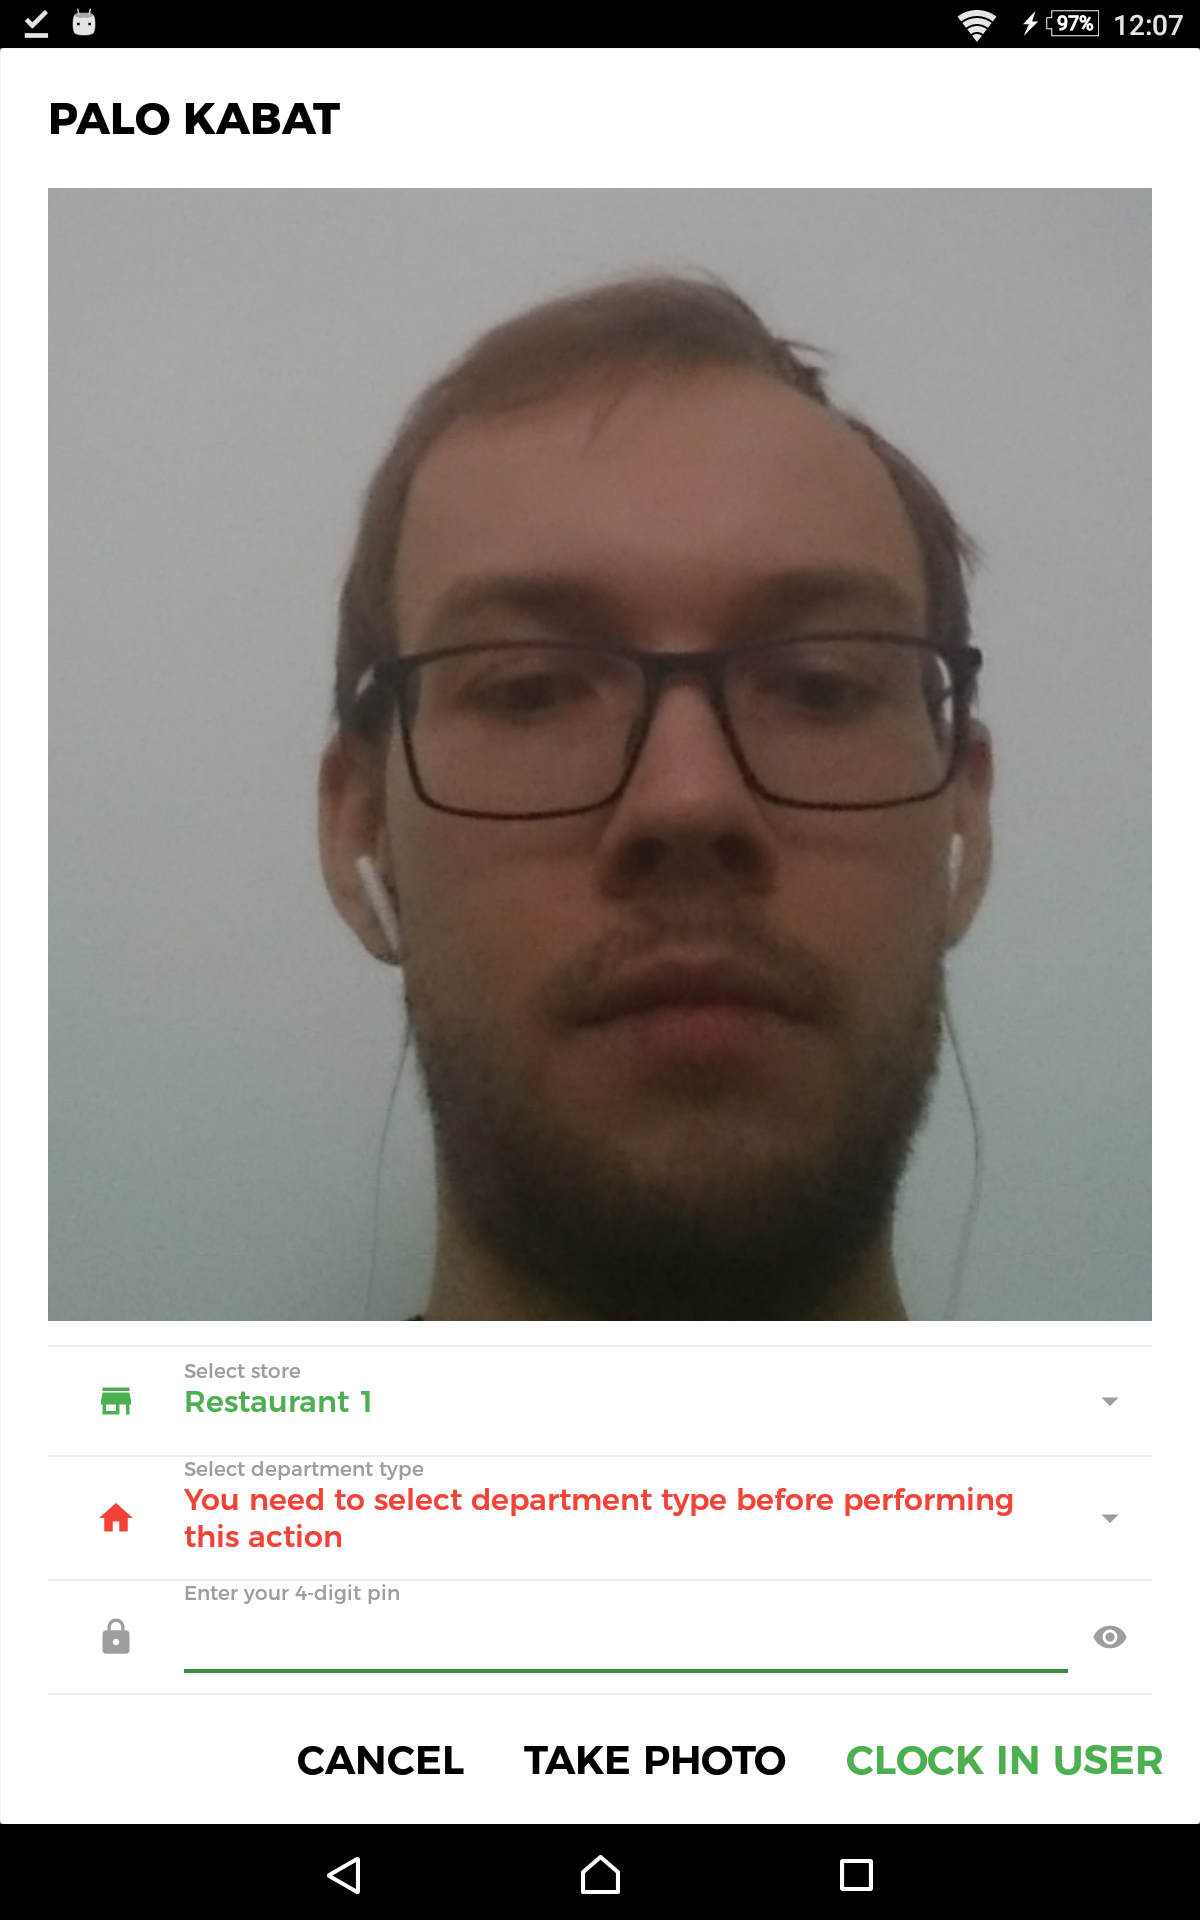 97% 12:07
PALO KABAT
Select store
Restaurant 1
Select department type
You need to select department type before performing
this action
Enter your 4-digit pin
CANCEL TAKE PHOTO CLOCK IN USER